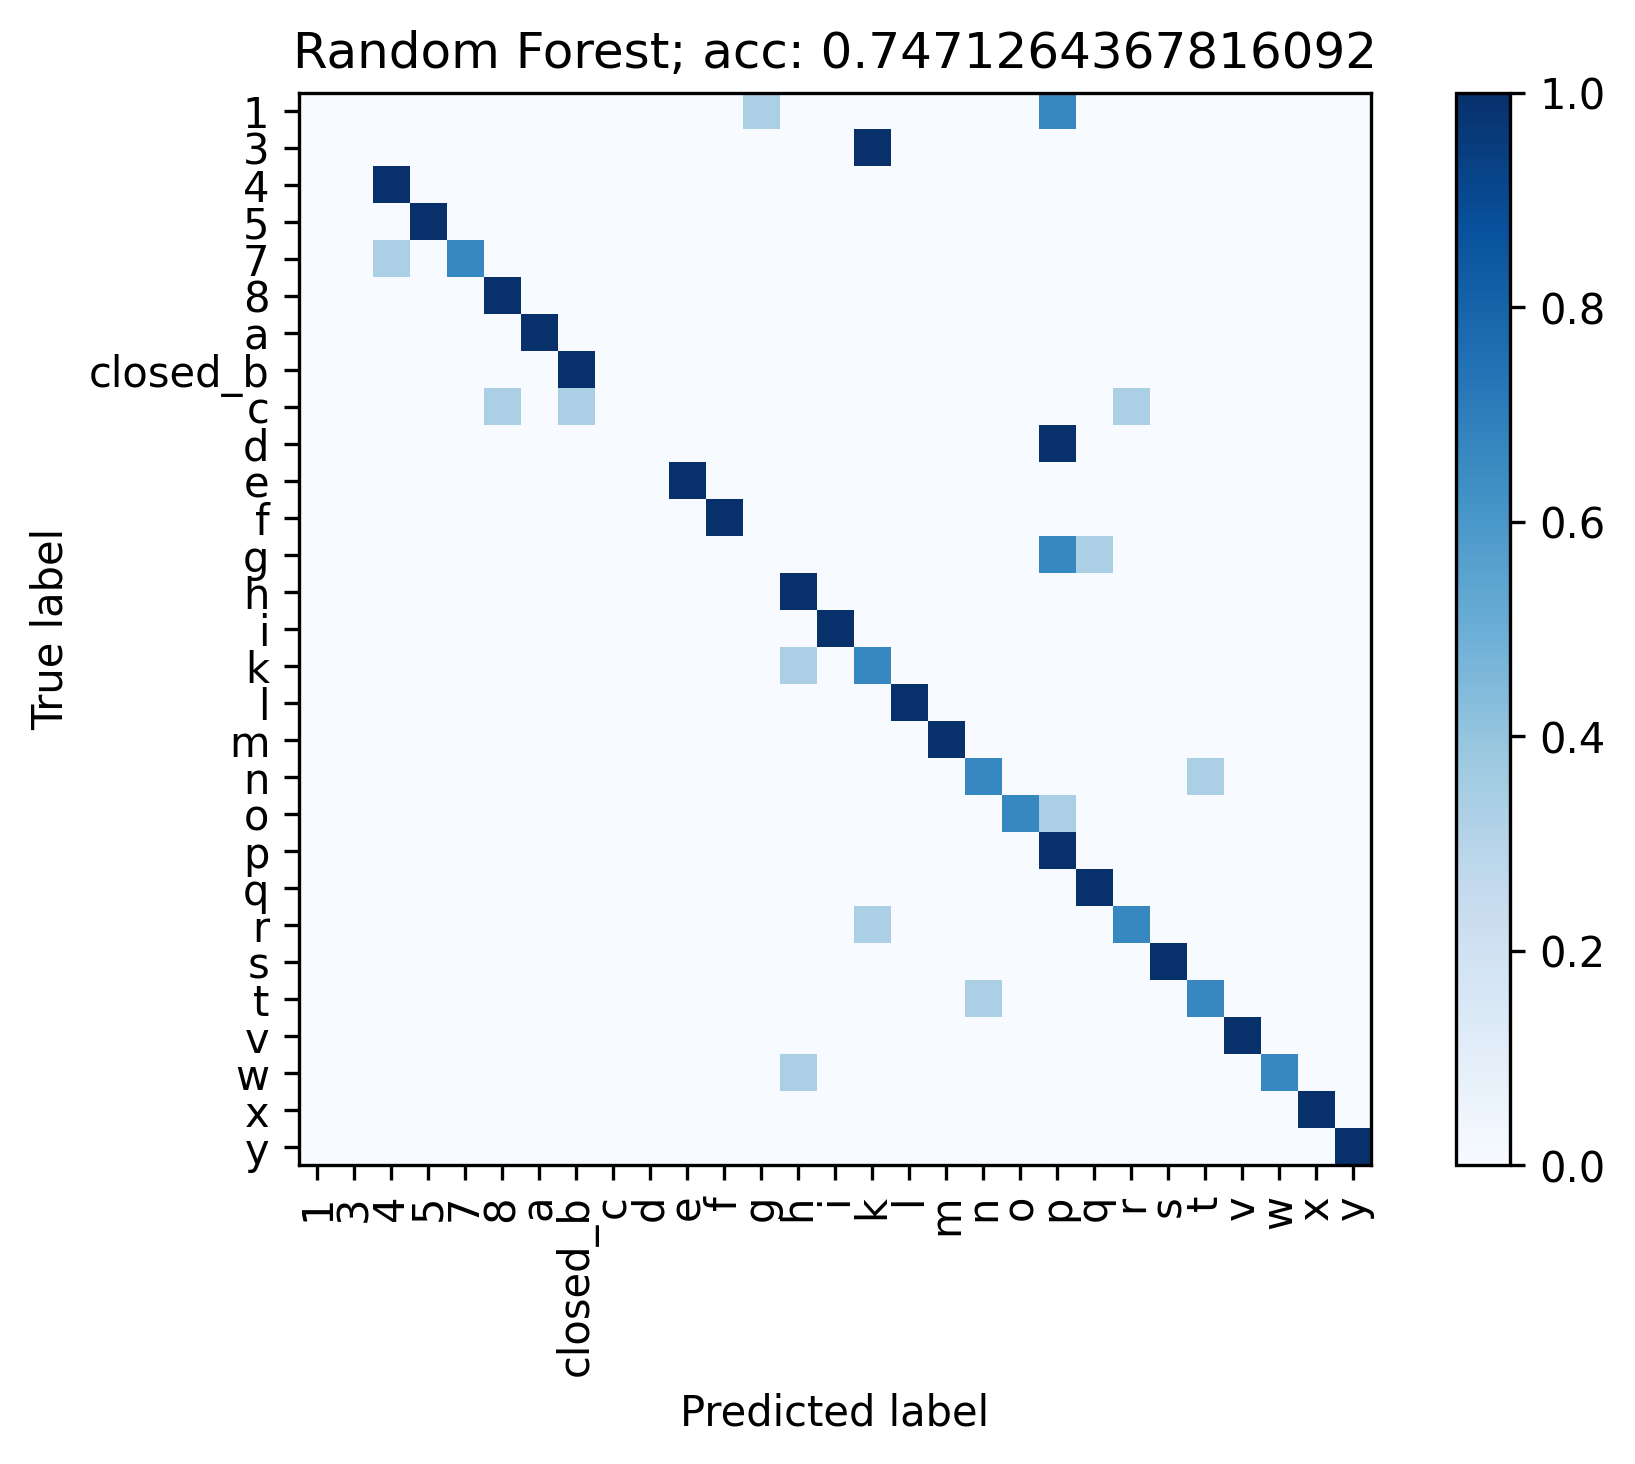 Random Forest; acc: 0.7471264367816092
1
3
4
5
7
8
a
closed_b
c
d
e
f
g
h
i
k
l
m
n
o
p
q
r
s
t
v
w
x
y
True label
1 3 4 5 7 8 a closed_b c d e f g h i k l m n o p q r s t v w x y
Predicted label
1.0
0.8
0.6
0.4
0.2
0.0